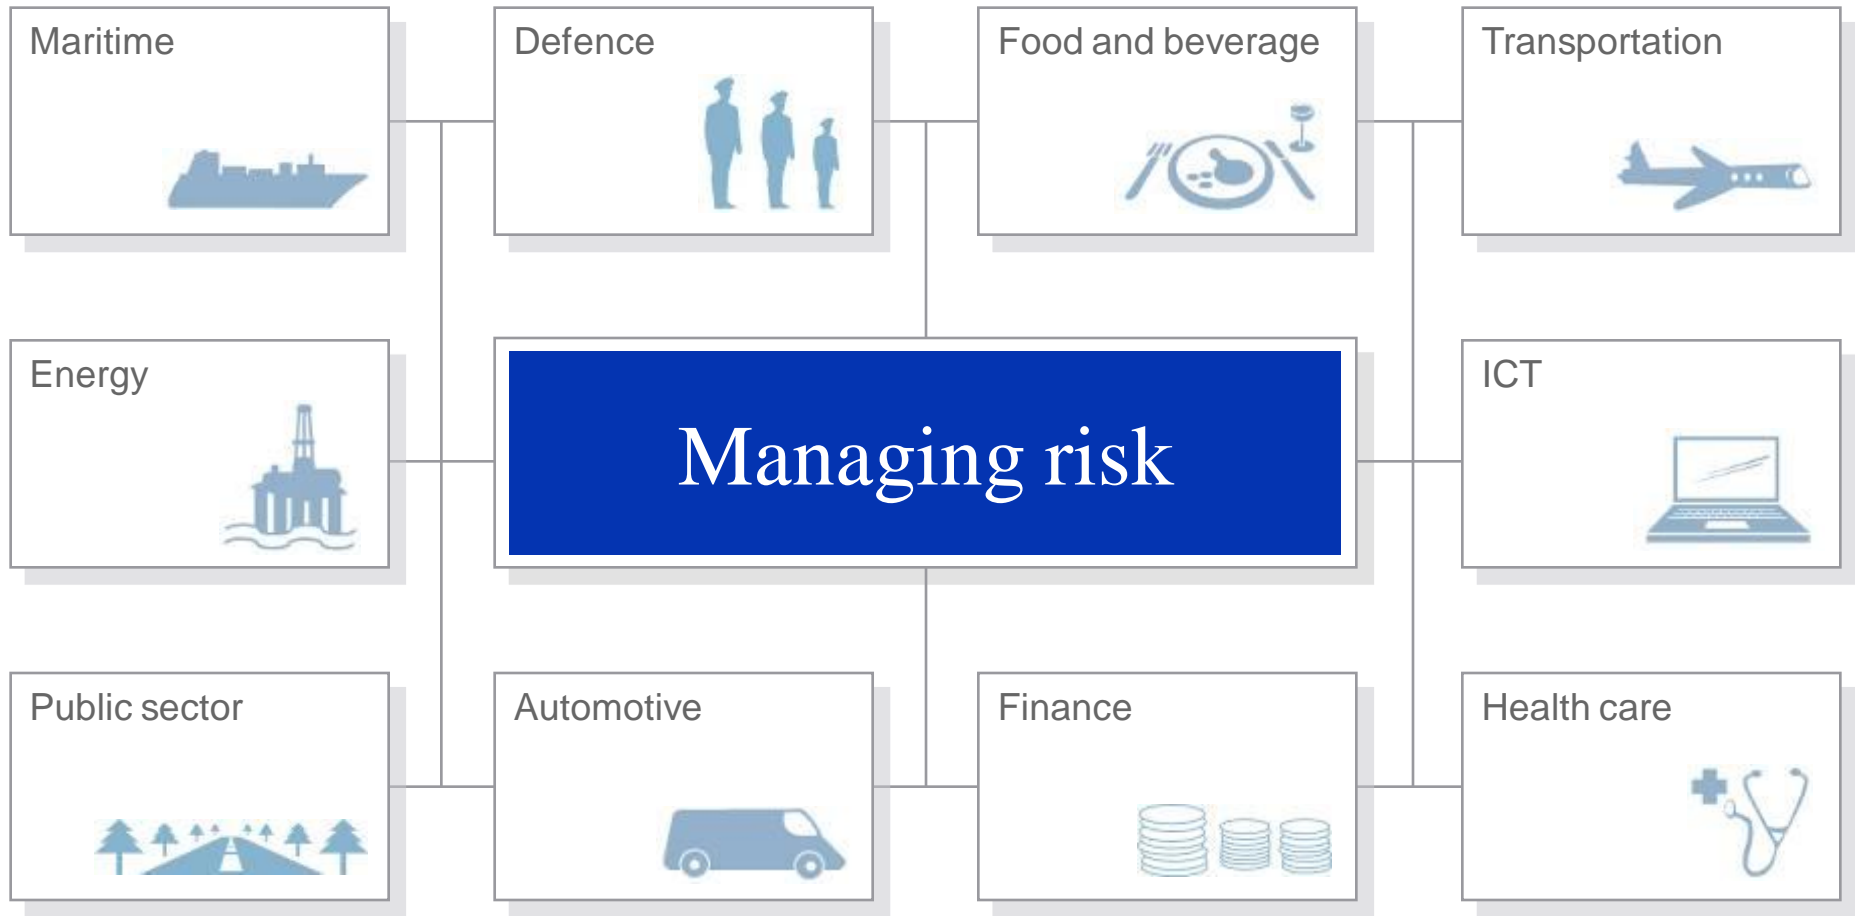 Maritime
Defence
Food and beverage
Transportation
Energy
Managing risk
ICT
Public sector
Automotive
Finance
Health care